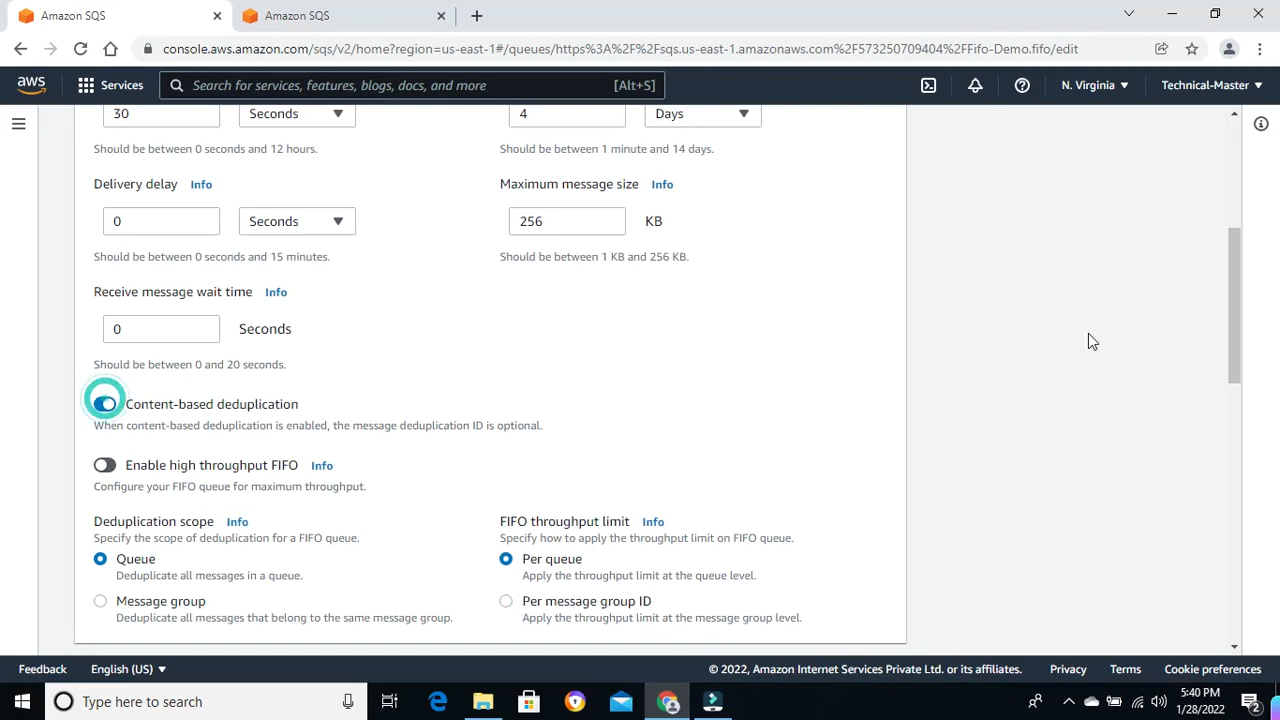 Amazon SQS
Amazon SQS
console.aws.amazon.com/sqs/v2/home?region=us-east-1#/queues/https%3A%2F%2Fsqs.us-east-1.amazonaws.com%2F573250709404%2FFifo-Demo.fifo/edit
aws
Services
Search for services, features, blogs, docs, and more
[Alt+S]
N. Virginia
Technical-Master
30
Seconds
4
Days
Should be between 0 seconds and 12 hours.
Should be between 1 minute and 14 days.
Delivery delay Info
Maximum message size Info
0
Seconds
256
KB
Should be between 0 seconds and 15 minutes.
Should be between 1 KB and 256 KB.
Receive message wait time Info
0
Seconds
Should be between 0 and 20 seconds.
Content-based deduplication
When content-based deduplication is enabled, the message deduplication ID is optional.
Enable high throughput FIFO Info
Configure your FIFO queue for maximum throughput.
Deduplication scope Info
FIFO throughput limit Info
Specify the scope of deduplication for a FIFO queue.
Specify how to apply the throughput limit on FIFO queue.
Queue
Per queue
Deduplicate all messages in a queue.
Apply the throughput limit at the queue level.
Message group
Per message group ID
Deduplicate all messages that belong to the same message group.
Apply the throughput limit at the message group level.
Feedback
English (US)
© 2022, Amazon Internet Services Private Ltd. or its affiliates.
Privacy
Terms
Cookie preferences
Type here to search
5:40 PM
1/28/2022
2